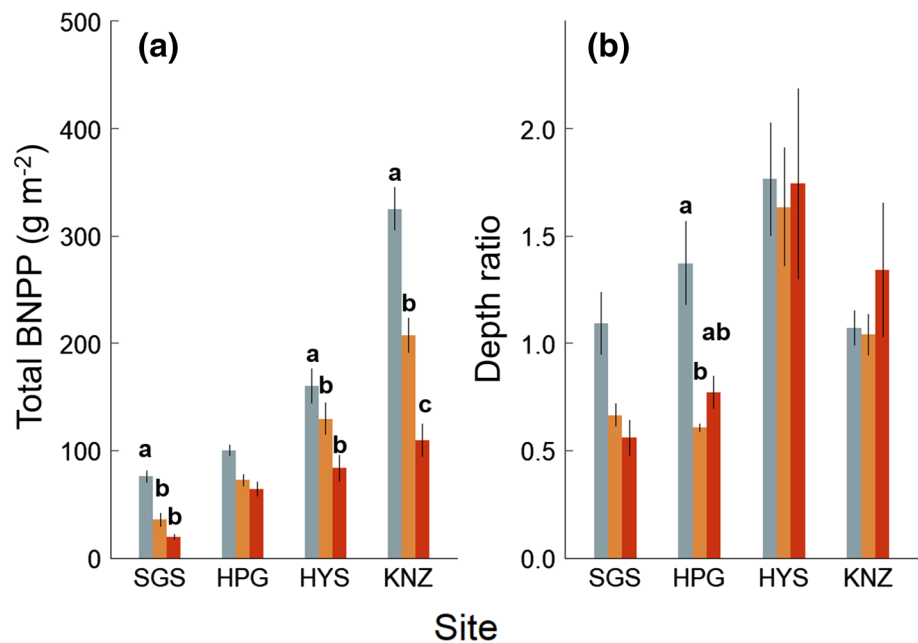 (a)
Total BNPP (g m-2)
500
400
300
200
100
0
a
b
b
a
b
b
a
b
c
SGS HPG HYS KNZ
(b)
Depth ratio
2.0
1.5
1.0
0.5
0.0
a
b
ab
SGS HPG HYS KNZ
Site